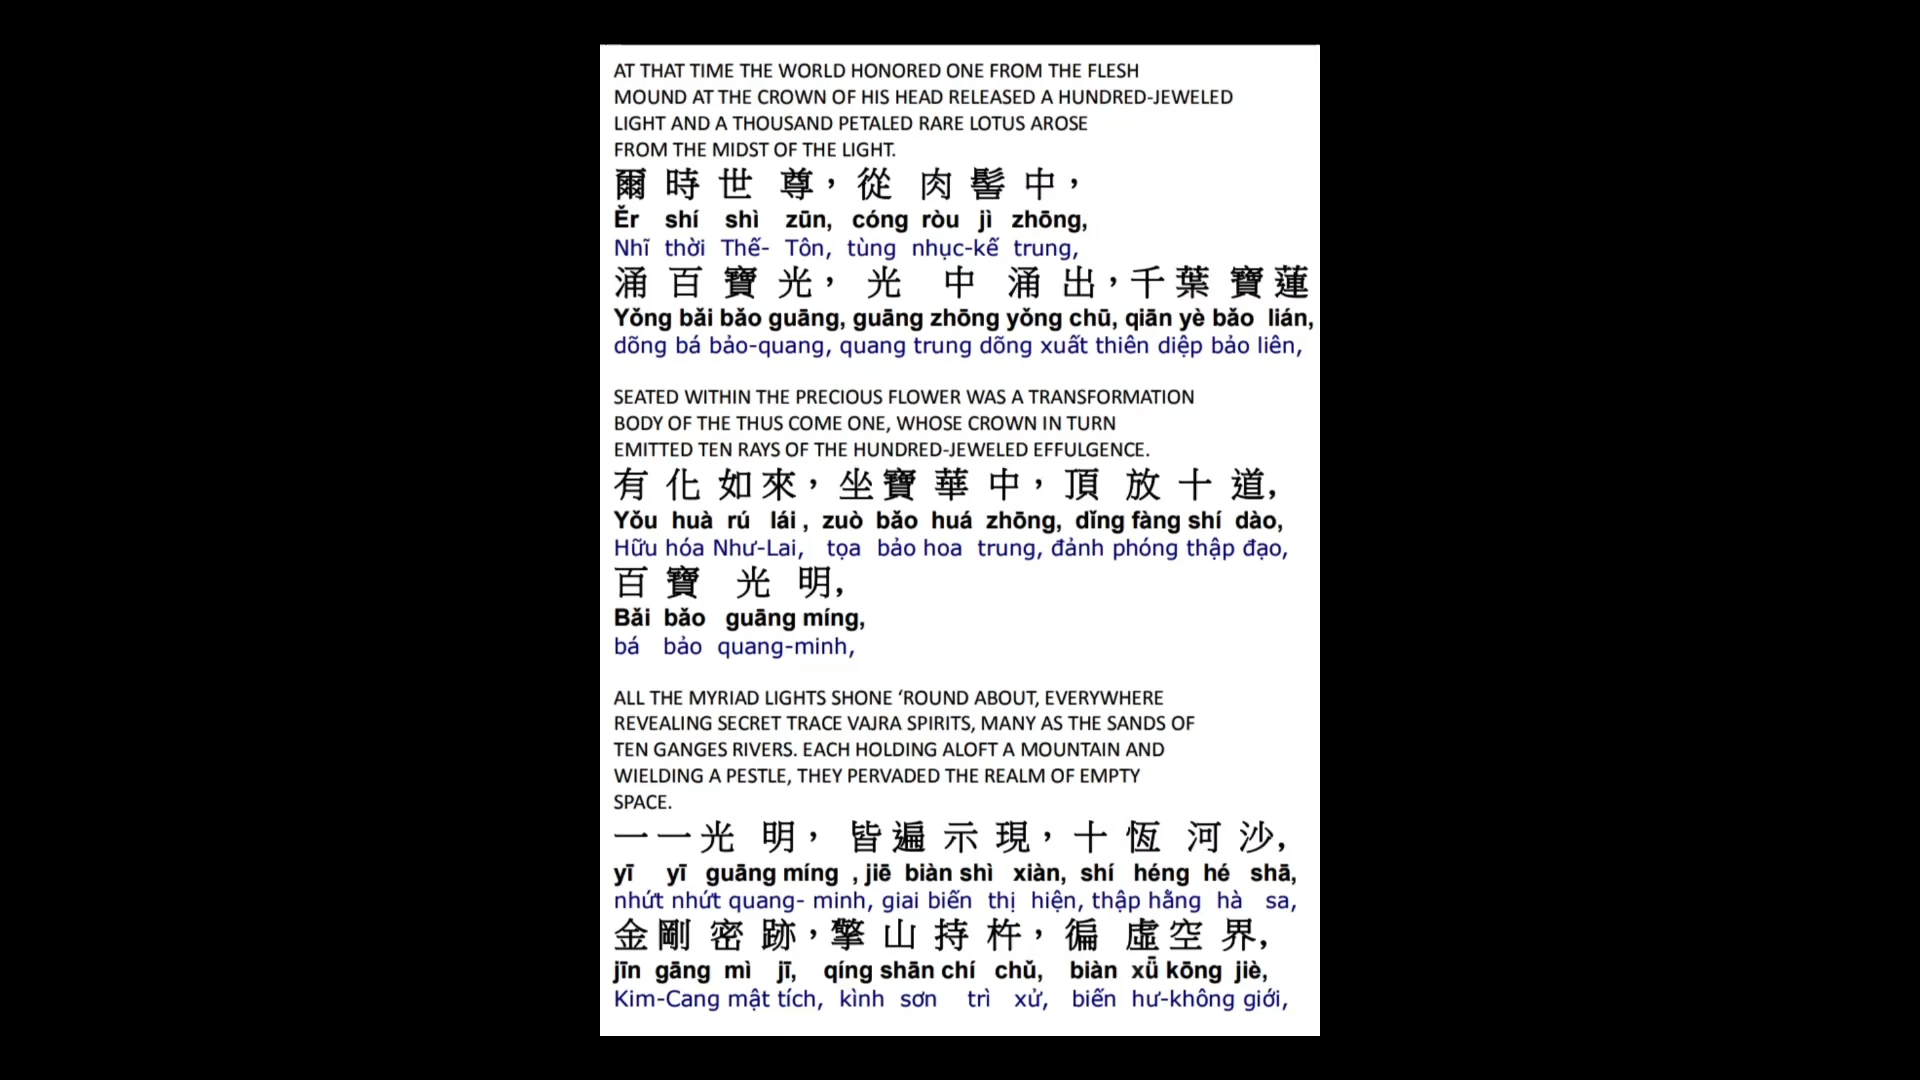 AT THAT TIME THE WORLD HONORED ONE FROM THE FLESH
MOUND AT THE CROWN OF HIS HEAD RELEASED A HUNDRED-JEWELED
LIGHT AND A THOUSAND PETALED RARE LOTUS AROSE
FROM THE MIDST OF THE LIGHT.
爾 時 世 尊，從 肉 髻 中，
Ěr shí shì zūn, cóng ròu jì zhōng,
Nhĩ thời Thế- Tôn, tùng nhục-kế trung,
涌 百 寶 光， 光 中 涌 出，千 葉 寶 蓮
Yǒng bǎi bǎo guāng, guāng zhōng yǒng chū, qiān yè bǎo lián,
dõng bá bảo-quang, quang trung dõng xuất thiên diệp bảo liên,
SEATED WITHIN THE PRECIOUS FLOWER WAS A TRANSFORMATION
BODY OF THE THUS COME ONE, WHOSE CROWN IN TURN
EMITTED TEN RAYS OF THE HUNDRED-JEWELED EFFULGENCE.
有 化 如 來，坐 寶 華 中，頂 放 十 道,
Yǒu huà rú lái , zuò bǎo huá zhōng, dǐng fàng shí dào,
Hữu hóa Như-Lai, tọa bảo hoa trung, đảnh phóng thập đạo,
百 寶 光 明,
Bǎi bǎo guāng míng,
bá bảo quang-minh,
ALL THE MYRIAD LIGHTS SHONE ‘ROUND ABOUT, EVERYWHERE
REVEALING SECRET TRACE VAJRA SPIRITS, MANY AS THE SANDS OF
TEN GANGES RIVERS. EACH HOLDING ALOFT A MOUNTAIN AND
WIELDING A PESTLE, THEY PERVADED THE REALM OF EMPTY
SPACE.
一 一 光 明， 皆 遍 示 現，十 恆 河 沙,
yī yī guāng míng , jiē biàn shì xiàn, shí héng hé shā,
nhứt nhứt quang- minh, giai biến thị hiện, thập hằng hà sa,
金 剛 密 跡，擎 山 持 杵，徧 虛 空 界,
jīn gāng mì jī, qíng shān chí chǔ, biàn xǖ kōng jiè,
Kim-Cang mật tích, kình sơn trì xử, biến hư-không giới,